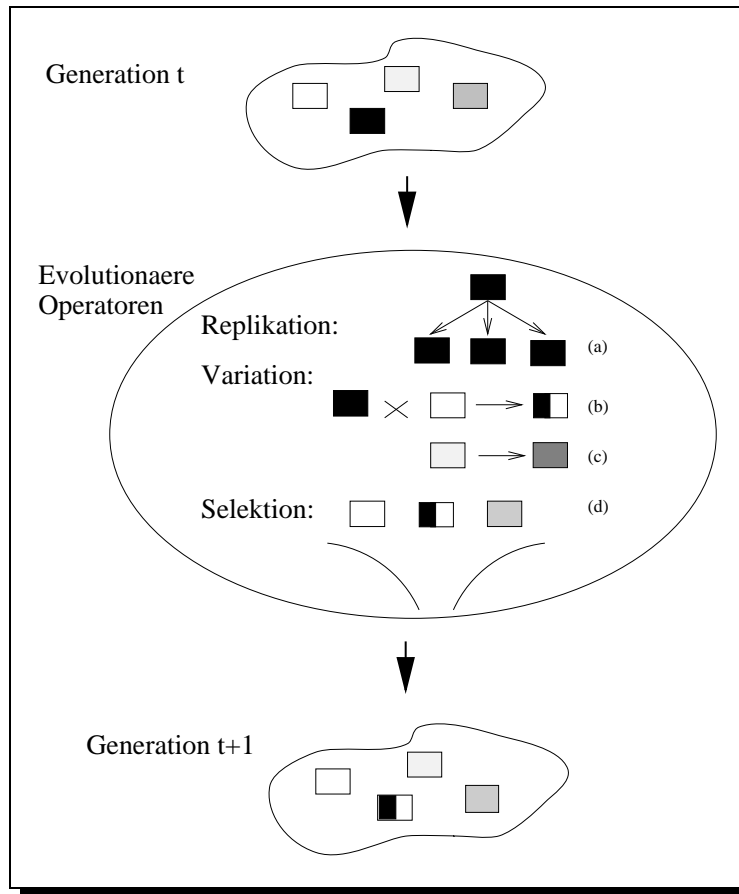 Generation t
Evolutionaere
Operatoren
Replikation:
(a)
Variation:
(b)
(c)
Selektion:
(d)
Generation t+1